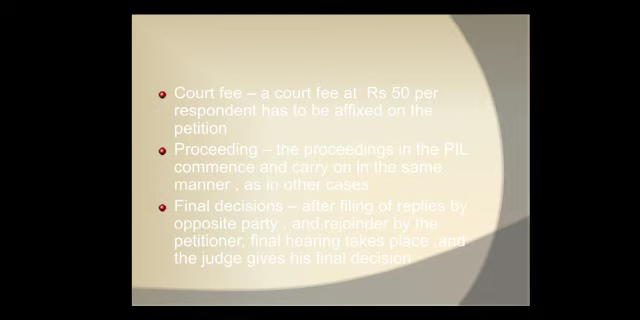 Court fee – a court fee at Rs 50 per
respondent has to be affixed on the
petition
Proceeding – the proceedings in the PIL
commence and carry on in the same
manner , as in other cases
Final decisions – after filing of replies by
opposite party , and rejoinder by the
petitioner, final hearing takes place ,and
the judge gives his final decision